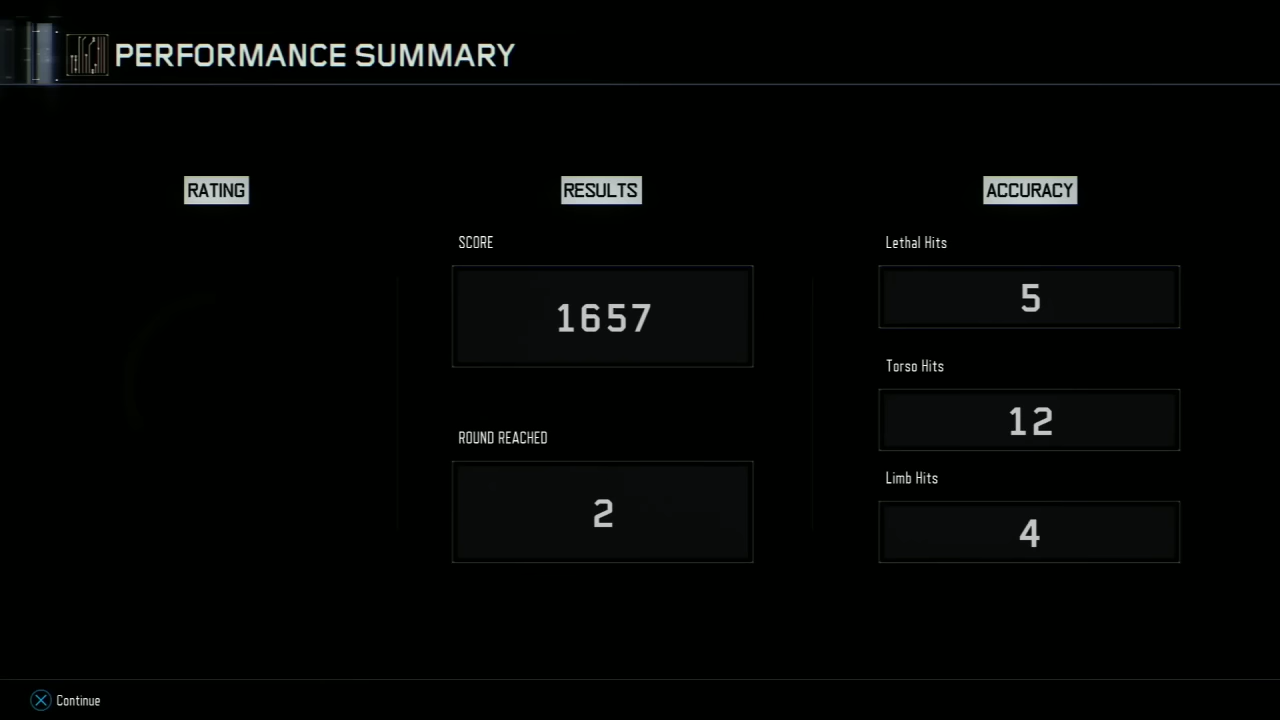 PERFORMANCE SUMMARY
RATING
RESULTS
SCORE
1657
ROUND REACHED
2
ACCURACY
Lethal Hits
5
Torso Hits
12
Limb Hits
4
Continue